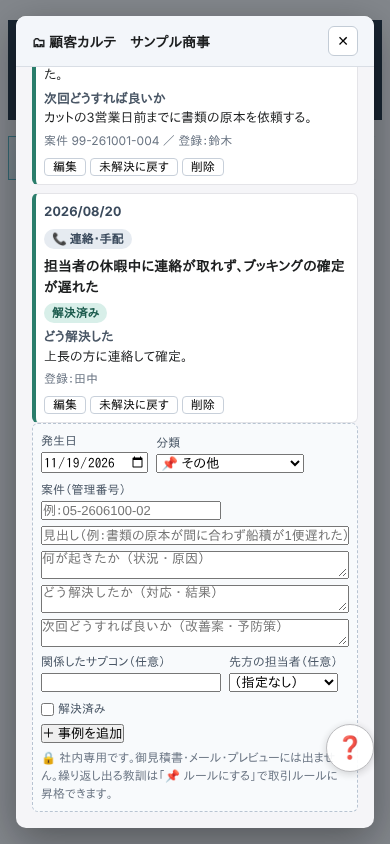 🗂 顧客カルテ　サンプル商事
×
た。
次回どうすれば良いか
カットの3営業日前までに書類の原本を依頼する。
案件 99-261001-004 ／ 登録：鈴木
編集 未解決に戻す 削除
2026/08/20
📞 連絡・手配
担当者の休暇中に連絡が取れず、ブッキングの確定
が遅れた
解決済み
どう解決した
上長の方に連絡して確定。
登録：田中
編集 未解決に戻す 削除
発生日 分類
11/19/2026 📌 その他
案件（管理番号）
例：05-2606100-02
見出し（例：書類の原本が間に合わず船積が1便遅れた）
何が起きたか（状況・原因）
どう解決したか（対応・結果）
次回どうすれば良いか（改善案・予防策）
関係したサブコン（任意） 先方の担当者（任意）
（指定なし）
解決済み
＋ 事例を追加
🔒 社内専用です。御見積書・メール・プレビューには出ま
ん。繰り返し出る教訓は「📌 ルールにする」で取引ルールに
昇格できます。
❓